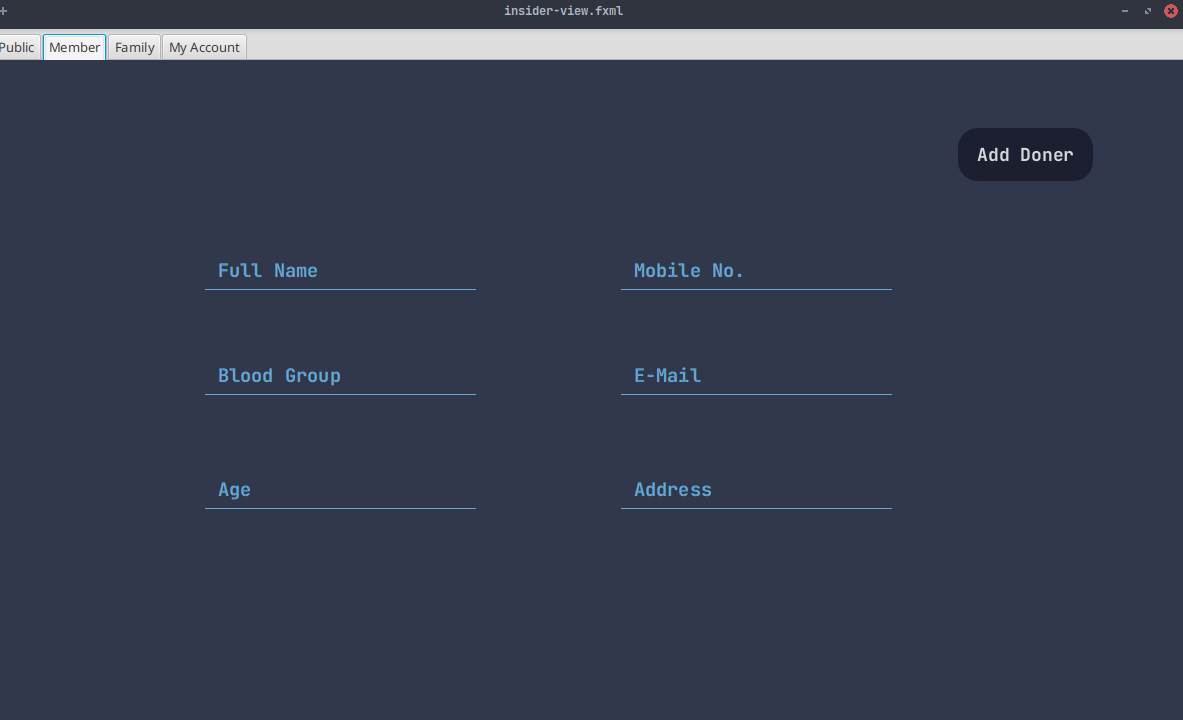 insider-view.fxml
Public Member Family My Account
Add Doner
Full Name Mobile No.
Blood Group E-Mail
Age Address